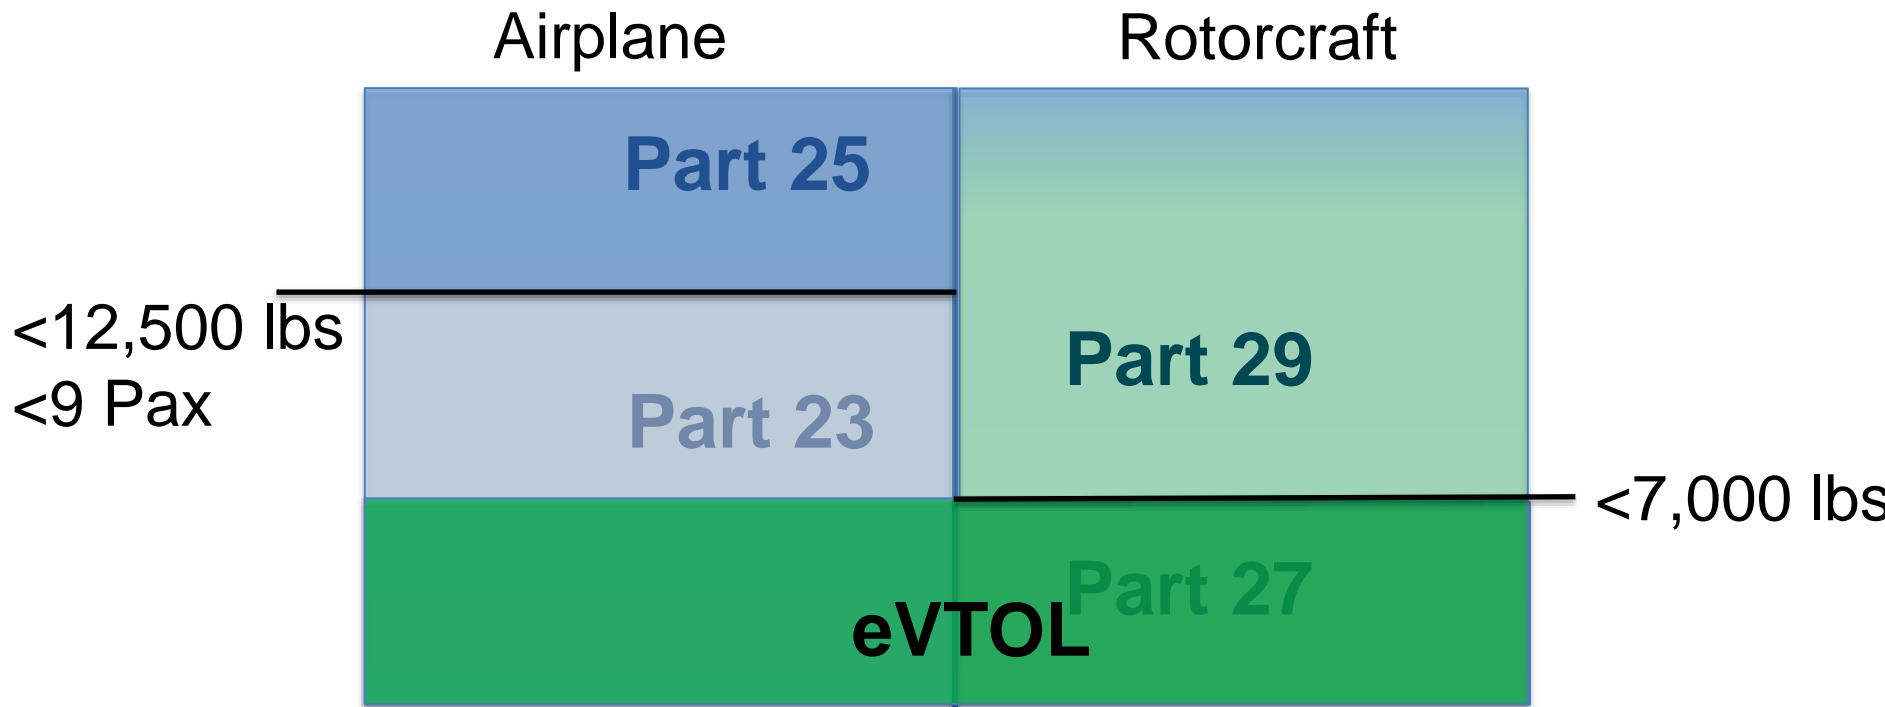 Airplane
Rotorcraft
Part 25
<12,500 lbs
<9 Pax
Part 29
Part 23
<7,000 lbs
Part 27
eVTOL